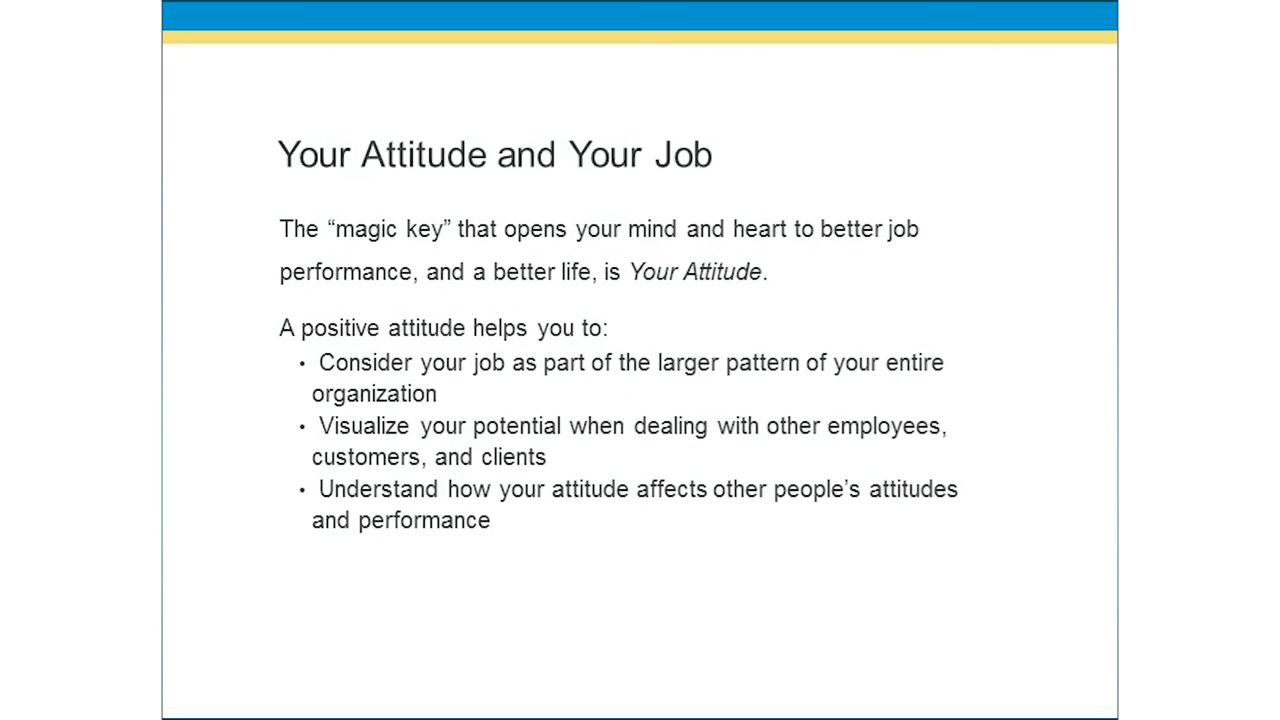 Your Attitude and Your Job
The “magic key” that opens your mind and heart to better job
performance, and a better life, is Your Attitude.
A positive attitude helps you to:
• Consider your job as part of the larger pattern of your entire
organization
• Visualize your potential when dealing with other employees,
customers, and clients
• Understand how your attitude affects other people’s attitudes
and performance